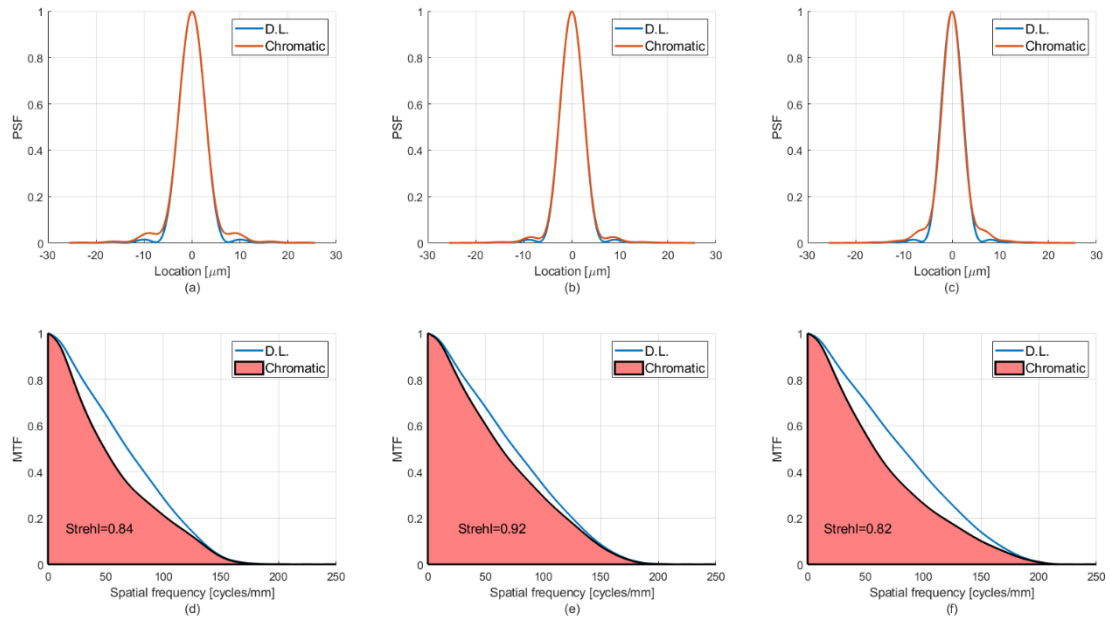 1
0.8
0.6
0.4
0.2
0
PSF
D.L.
Chromatic
-30 -20 -10 0 10 20 30
Location [μm]
(a)
1
0.8
0.6
0.4
0.2
0
PSF
D.L.
Chromatic
-30 -20 -10 0 10 20 30
Location [μm]
(b)
1
0.8
0.6
0.4
0.2
0
PSF
D.L.
Chromatic
-30 -20 -10 0 10 20 30
Location [μm]
(c)
1
0.8
0.6
0.4
0.2
0
MTF
D.L.
Chromatic
Strehl=0.84
0 50 100 150 200 250
Spatial frequency [cycles/mm]
(d)
1
0.8
0.6
0.4
0.2
0
MTF
D.L.
Chromatic
Strehl=0.92
0 50 100 150 200 250
Spatial frequency [cycles/mm]
(e)
1
0.8
0.6
0.4
0.2
0
MTF
D.L.
Chromatic
Strehl=0.82
0 50 100 150 200 250
Spatial frequency [cycles/mm]
(f)